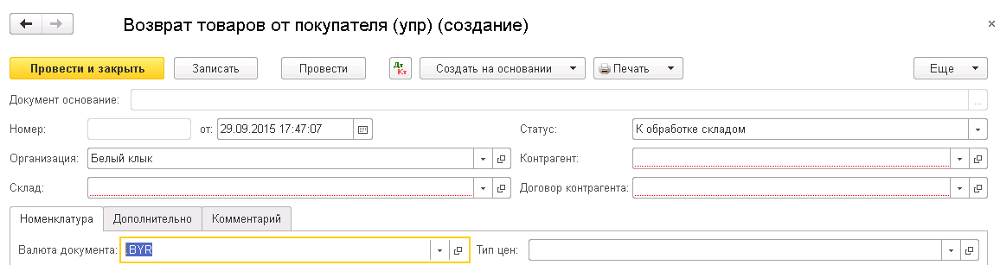 Возврат товаров от покупателя (упр) (создание)
Провести и закрыть Записать Провести Дт Кт Создать на основании Печать Еще
Документ основание: ...
Номер: от: 29.09.2015 17:47:07 Статус: К обработке складом
Организация: Белый клык Контрагент:
Склад: Договор контрагента:
Номенклатура Дополнительно Комментарий
Валюта документа: BYR Тип цен: